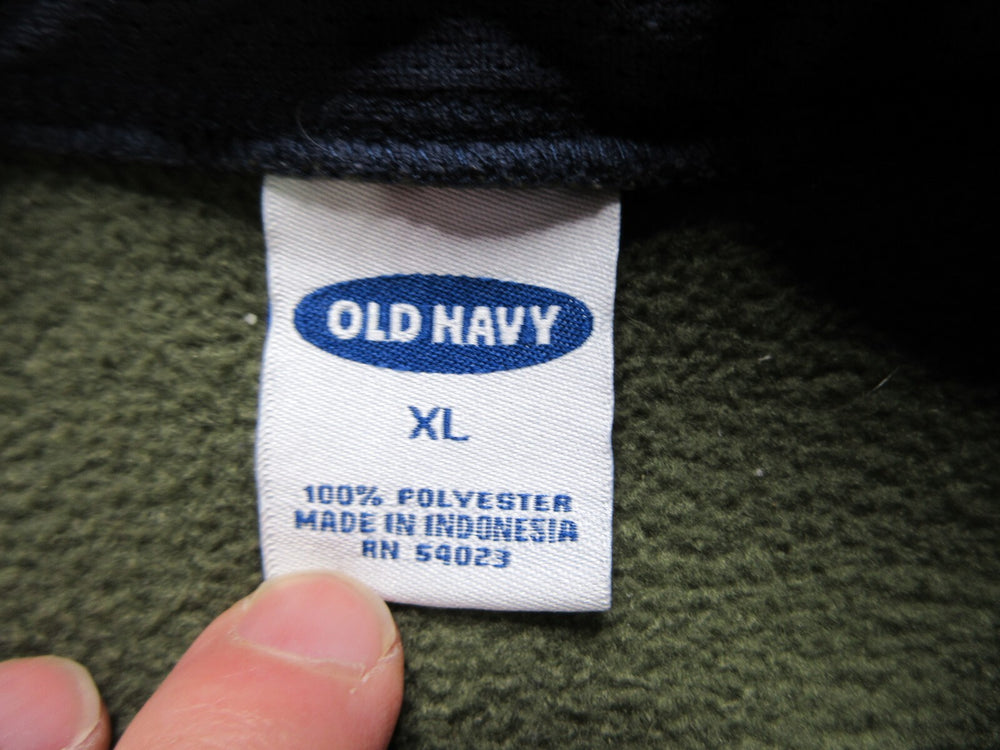 OLD NAVY
XL
100% POLYESTER
MADE IN INDONESIA
RN 54023